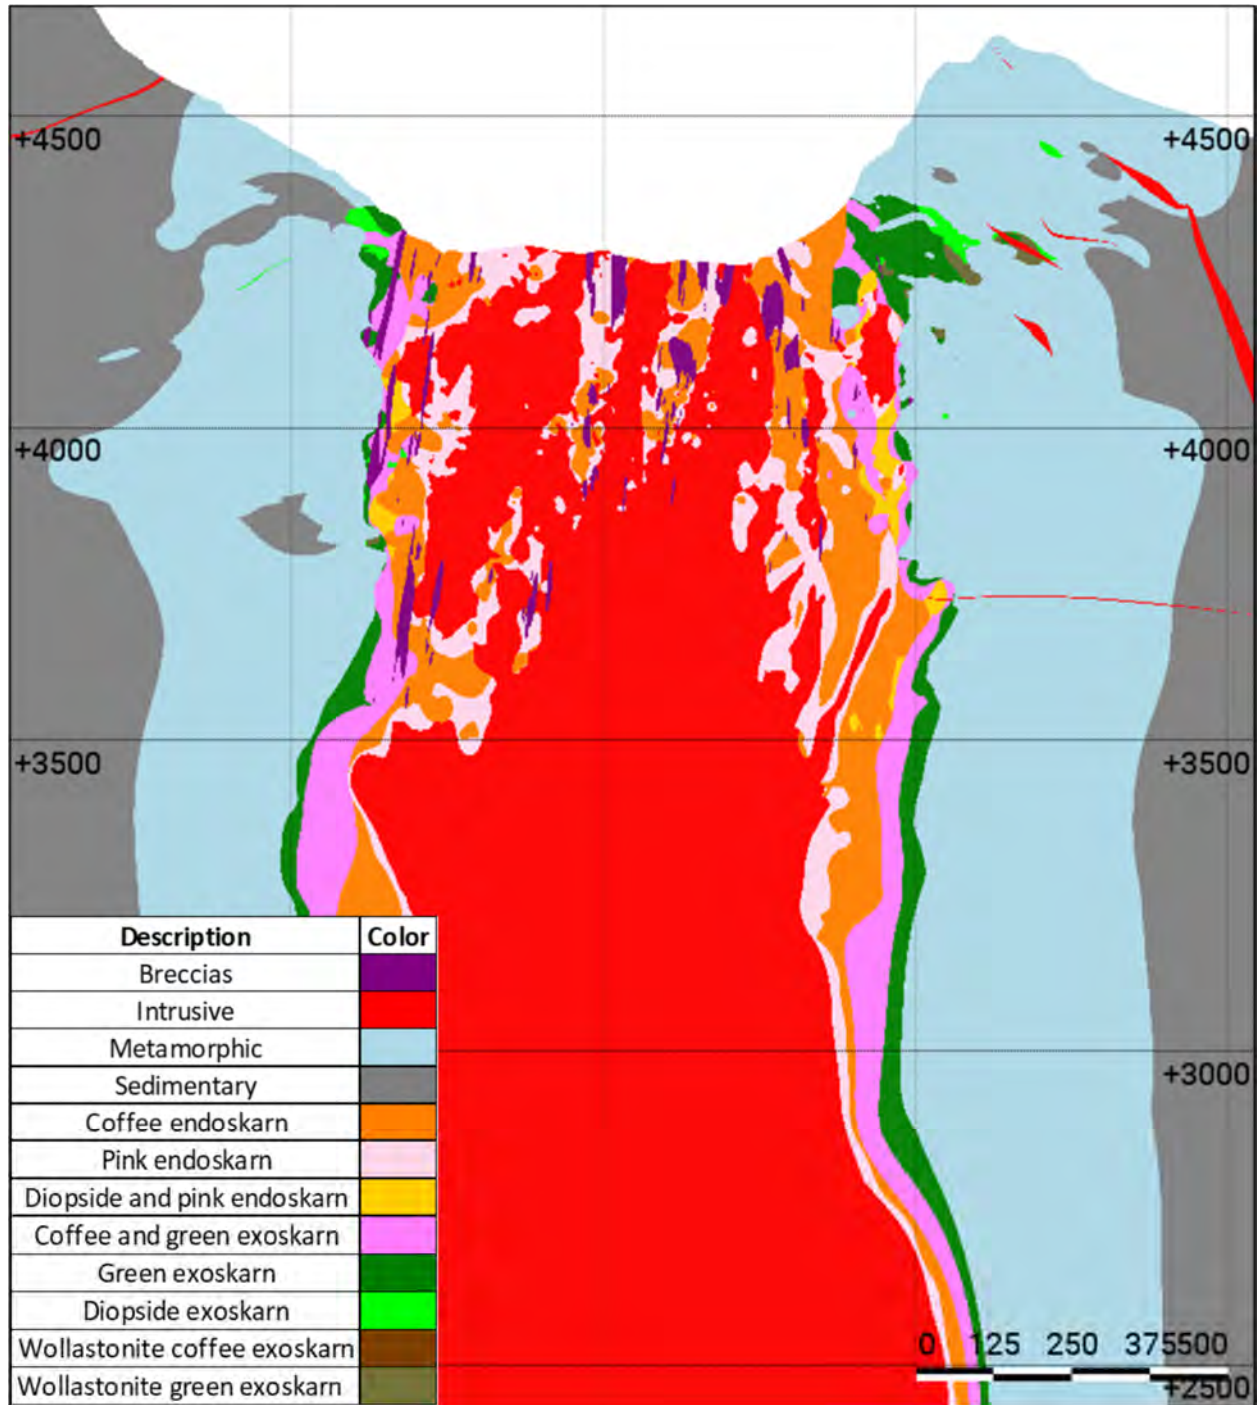 +4500 +4500
+4000 +4000
+3500 +3500
Description Color
Breccias
Intrusive
Metamorphic
Sedimentary
+3000
Coffee endoskarn
Pink endoskarn
Diopside and pink endoskarn
Coffee and green exoskarn
Green exoskarn
Diopside exoskarn
0 125 250 375500
Wollastonite coffee exoskarn
Wollastonite green exoskarn
+2500